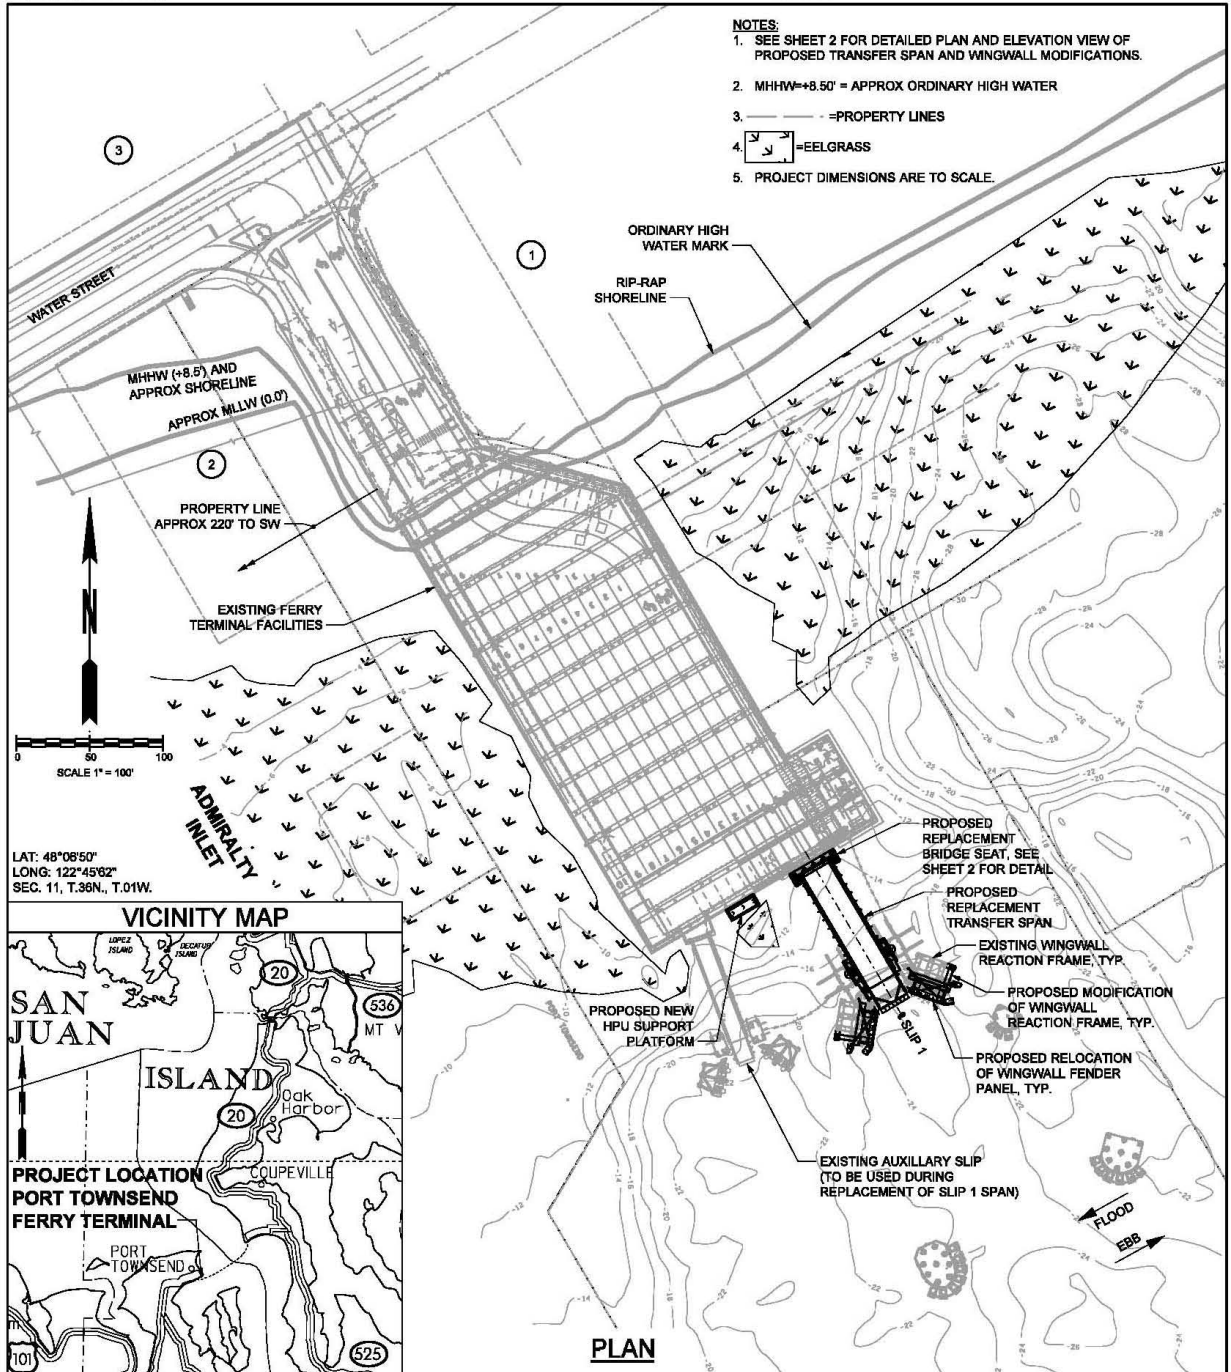 NOTES:
1. SEE SHEET 2 FOR DETAILED PLAN AND ELEVATION VIEW OF
PROPOSED TRANSFER SPAN AND WINGWALL MODIFICATIONS.
2. MHHW=+8.50' = APPROX ORDINARY HIGH WATER
3. =PROPERTY LINES
4. =EELGRASS
5. PROJECT DIMENSIONS ARE TO SCALE.
3
1
ORDINARY HIGH
WATER MARK
RIP-RAP
SHORELINE
WATER STREET
MHHW (+8.5') AND
APPROX SHORELINE
APPROX MLLW (0.0')
2
PROPERTY LINE
APPROX 220' TO SW
EXISTING FERRY
TERMINAL FACILITIES
N
0 50 100
SCALE 1" = 100'
ADMIRALTY
INLET
LAT: 48°06'50"
LONG: 122°45'62"
SEC. 11, T.36N., T.01W.
PROPOSED
REPLACEMENT
BRIDGE SEAT, SEE
SHEET 2 FOR DETAIL
PROPOSED
REPLACEMENT
TRANSFER SPAN
EXISTING WINGWALL
REACTION FRAME, TYP.
PROPOSED MODIFICATION
OF WINGWALL
REACTION FRAME, TYP.
PROPOSED RELOCATION
OF WINGWALL FENDER
PANEL, TYP.
SLIP 1
PROPOSED NEW
HPU SUPPORT
PLATFORM
PORT TOWNSEND
EXISTING AUXILLARY SLIP
(TO BE USED DURING
REPLACEMENT OF SLIP 1 SPAN)
FLOOD
EBB
VICINITY MAP
LOPEZ
ISLAND
DECATUR
ISLAND
20
536
SAN
JUAN
MT V
ISLAND
20
Oak
Harbor
COUPEVILLE
PROJECT LOCATION
PORT TOWNSEND
FERRY TERMINAL
PORT
TOWNSEND
101
525
PLAN